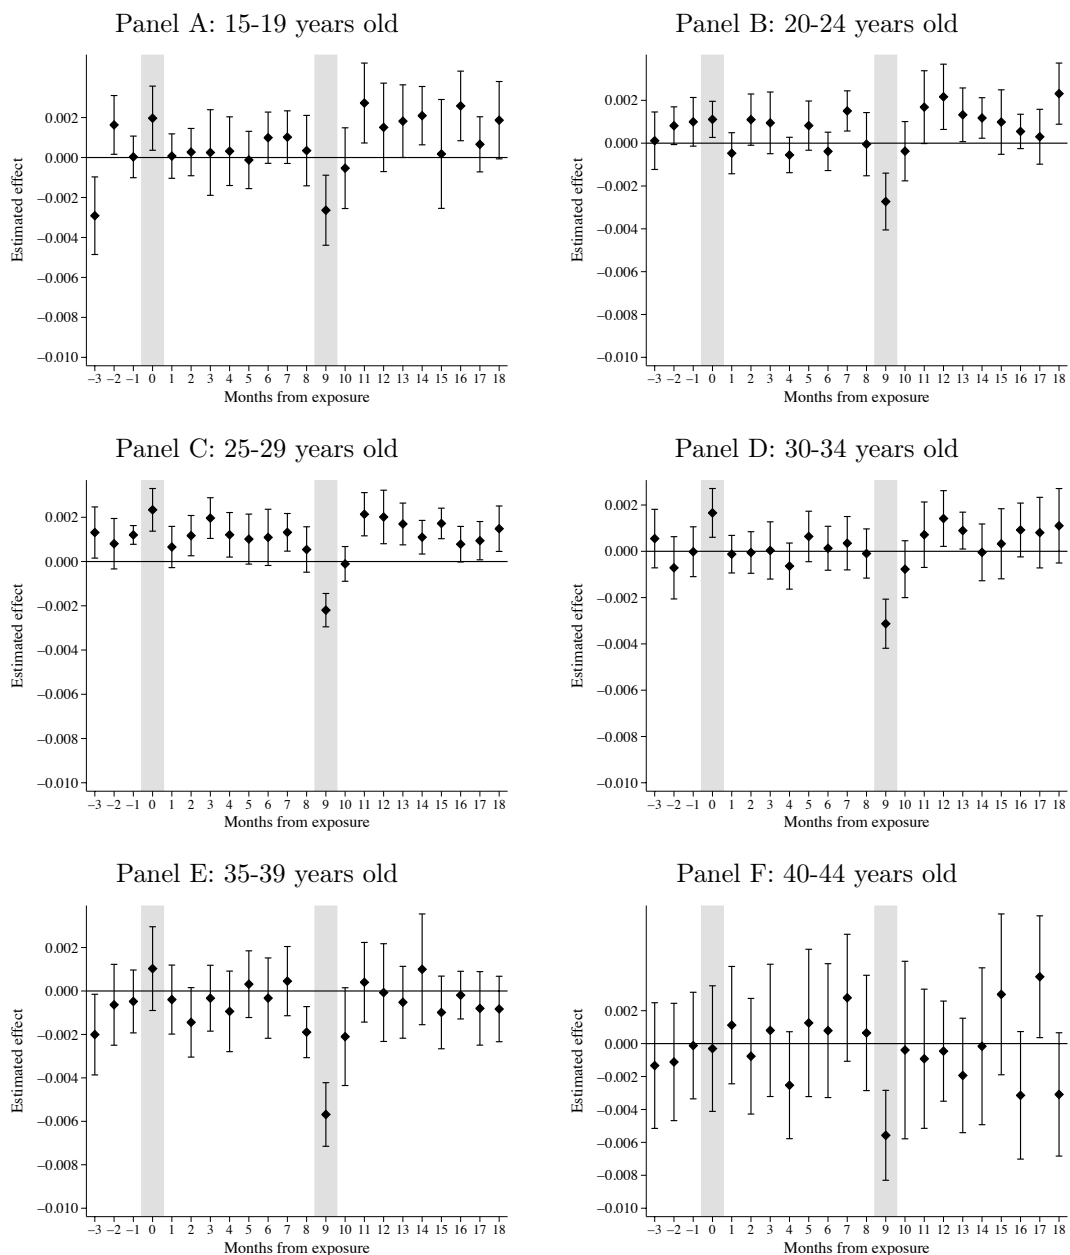 Panel A: 15-19 years old
Estimated effect
0.002
0.000
−0.002
−0.004
−0.006
−0.008
−0.010
−3 −2 −1 0 1 2 3 4 5 6 7 8 9 10 11 12 13 14 15 16 17 18
Months from exposure
Panel B: 20-24 years old
Estimated effect
0.002
0.000
−0.002
−0.004
−0.006
−0.008
−0.010
−3 −2 −1 0 1 2 3 4 5 6 7 8 9 10 11 12 13 14 15 16 17 18
Months from exposure
Panel C: 25-29 years old
Estimated effect
0.002
0.000
−0.002
−0.004
−0.006
−0.008
−0.010
−3 −2 −1 0 1 2 3 4 5 6 7 8 9 10 11 12 13 14 15 16 17 18
Months from exposure
Panel D: 30-34 years old
Estimated effect
0.002
0.000
−0.002
−0.004
−0.006
−0.008
−0.010
−3 −2 −1 0 1 2 3 4 5 6 7 8 9 10 11 12 13 14 15 16 17 18
Months from exposure
Panel E: 35-39 years old
Estimated effect
0.002
0.000
−0.002
−0.004
−0.006
−0.008
−0.010
−3 −2 −1 0 1 2 3 4 5 6 7 8 9 10 11 12 13 14 15 16 17 18
Months from exposure
Panel F: 40-44 years old
Estimated effect
0.002
0.000
−0.002
−0.004
−0.006
−0.008
−0.010
−3 −2 −1 0 1 2 3 4 5 6 7 8 9 10 11 12 13 14 15 16 17 18
Months from exposure